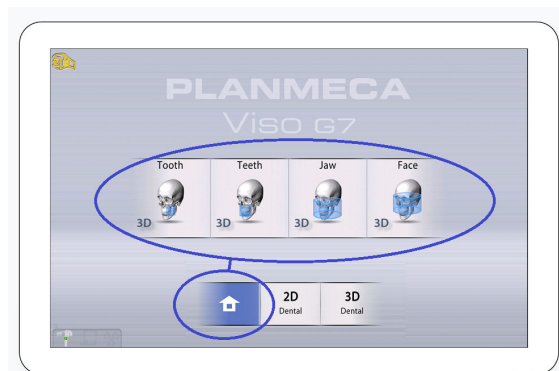 PLANMECA
Viso G7
Tooth Teeth Jaw Face
3D 3D 3D 3D
2D 3D
Dental Dental